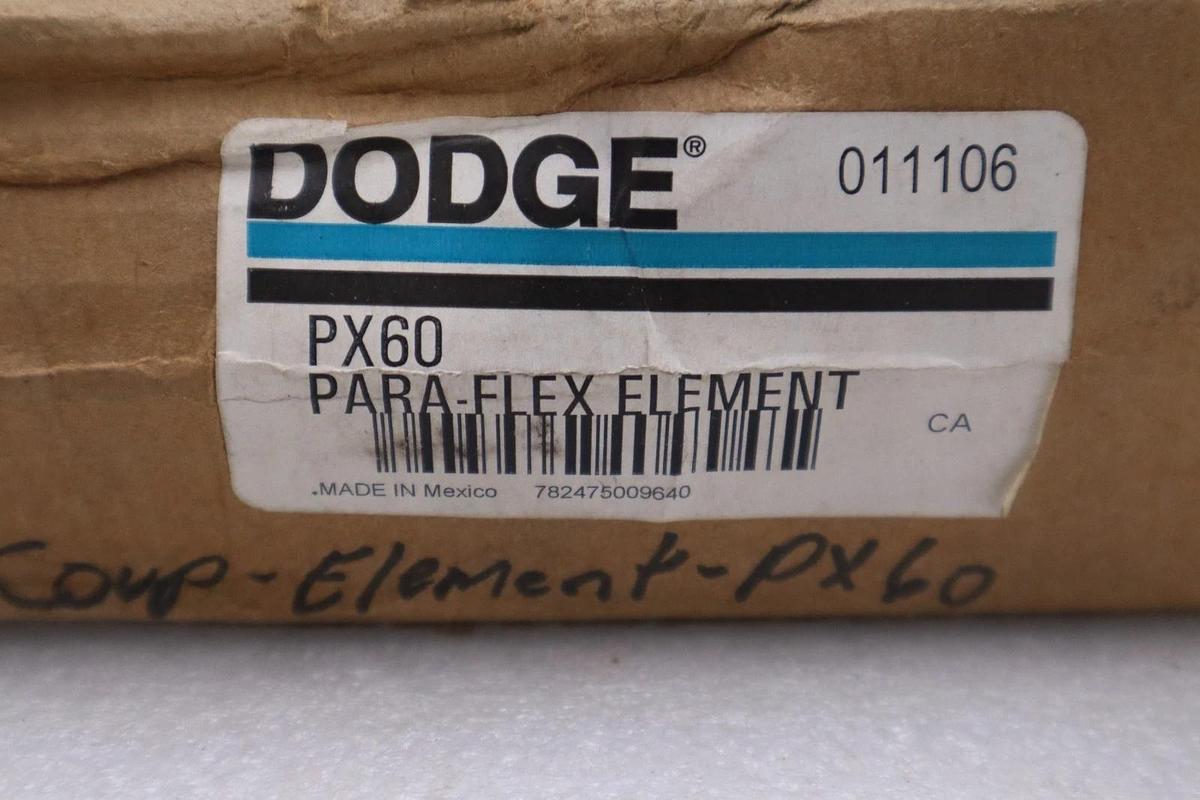 DODGE® 011106
PX60
PARA-FLEX ELEMENT
CA
.MADE IN Mexico 782475009640
Coup-Element-PX60